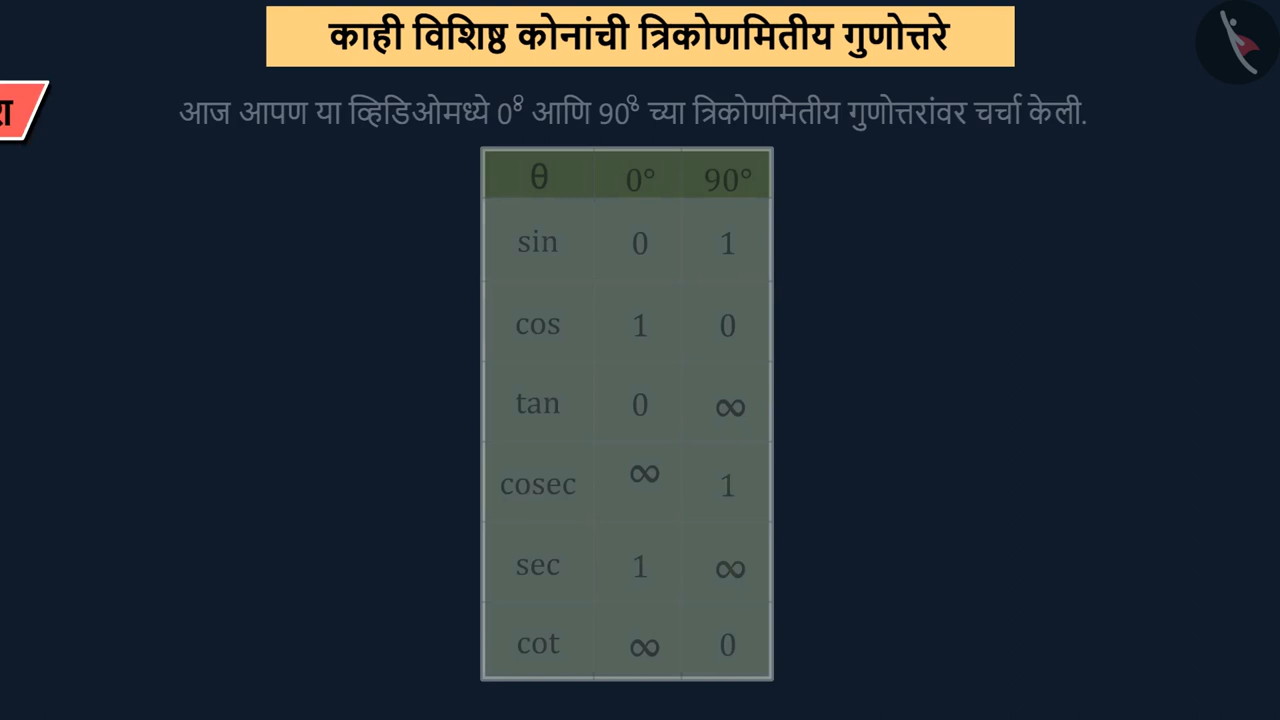 काही विशिष्ठ कोनांची त्रिकोणमितीय गुणोत्तरे
आज आपण या व्हिडिओमध्ये 0° आणि 90° च्या त्रिकोणमितीय गुणोत्तरांवर चर्चा केली.
θ 0° 90°
sin 0 1
cos 1 0
tan 0 ∞
cosec ∞ 1
sec 1 ∞
cot ∞ 0